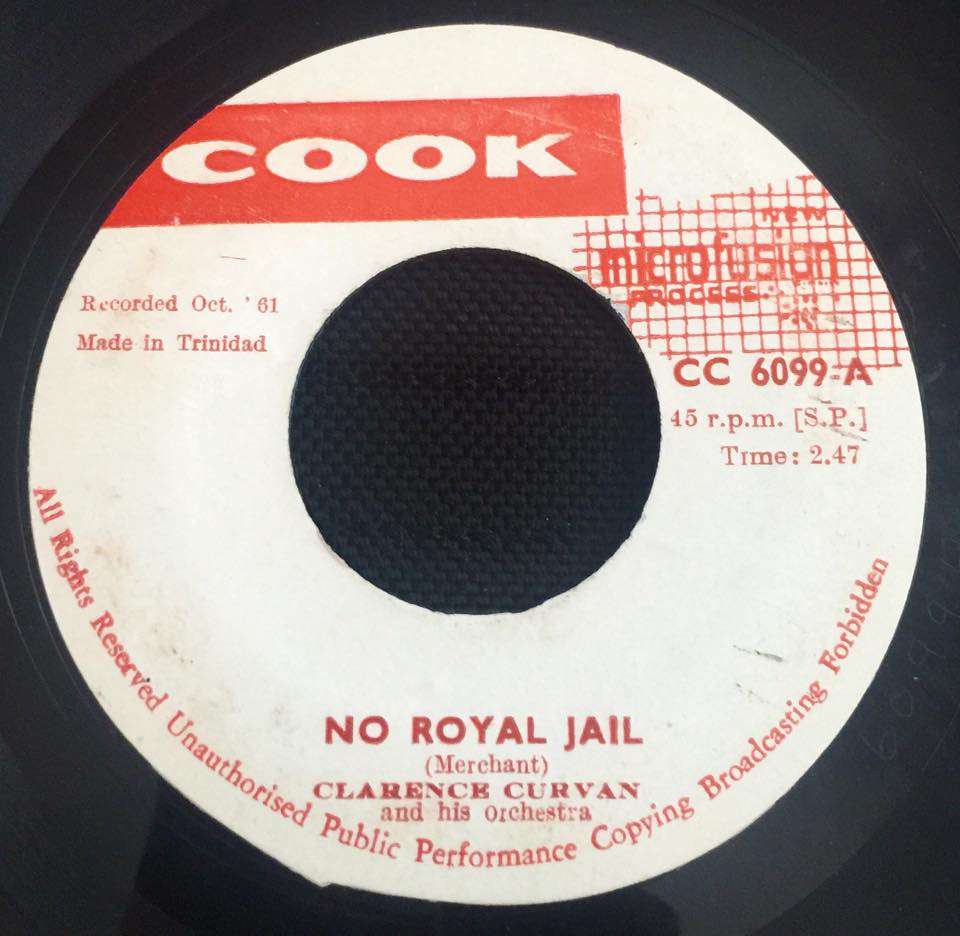 COOK
NEW
microfusion
PROCESS
Recorded Oct. ' 61
Made in Trinidad
CC 6099-A
45 r.p.m. [S.P.]
Time: 2.47
NO ROYAL JAIL
(Merchant)
CLARENCE CURVAN
and his orchestra
All Rights Reserved Unauthorised Public Performance Copying Broadcasting Forbidden